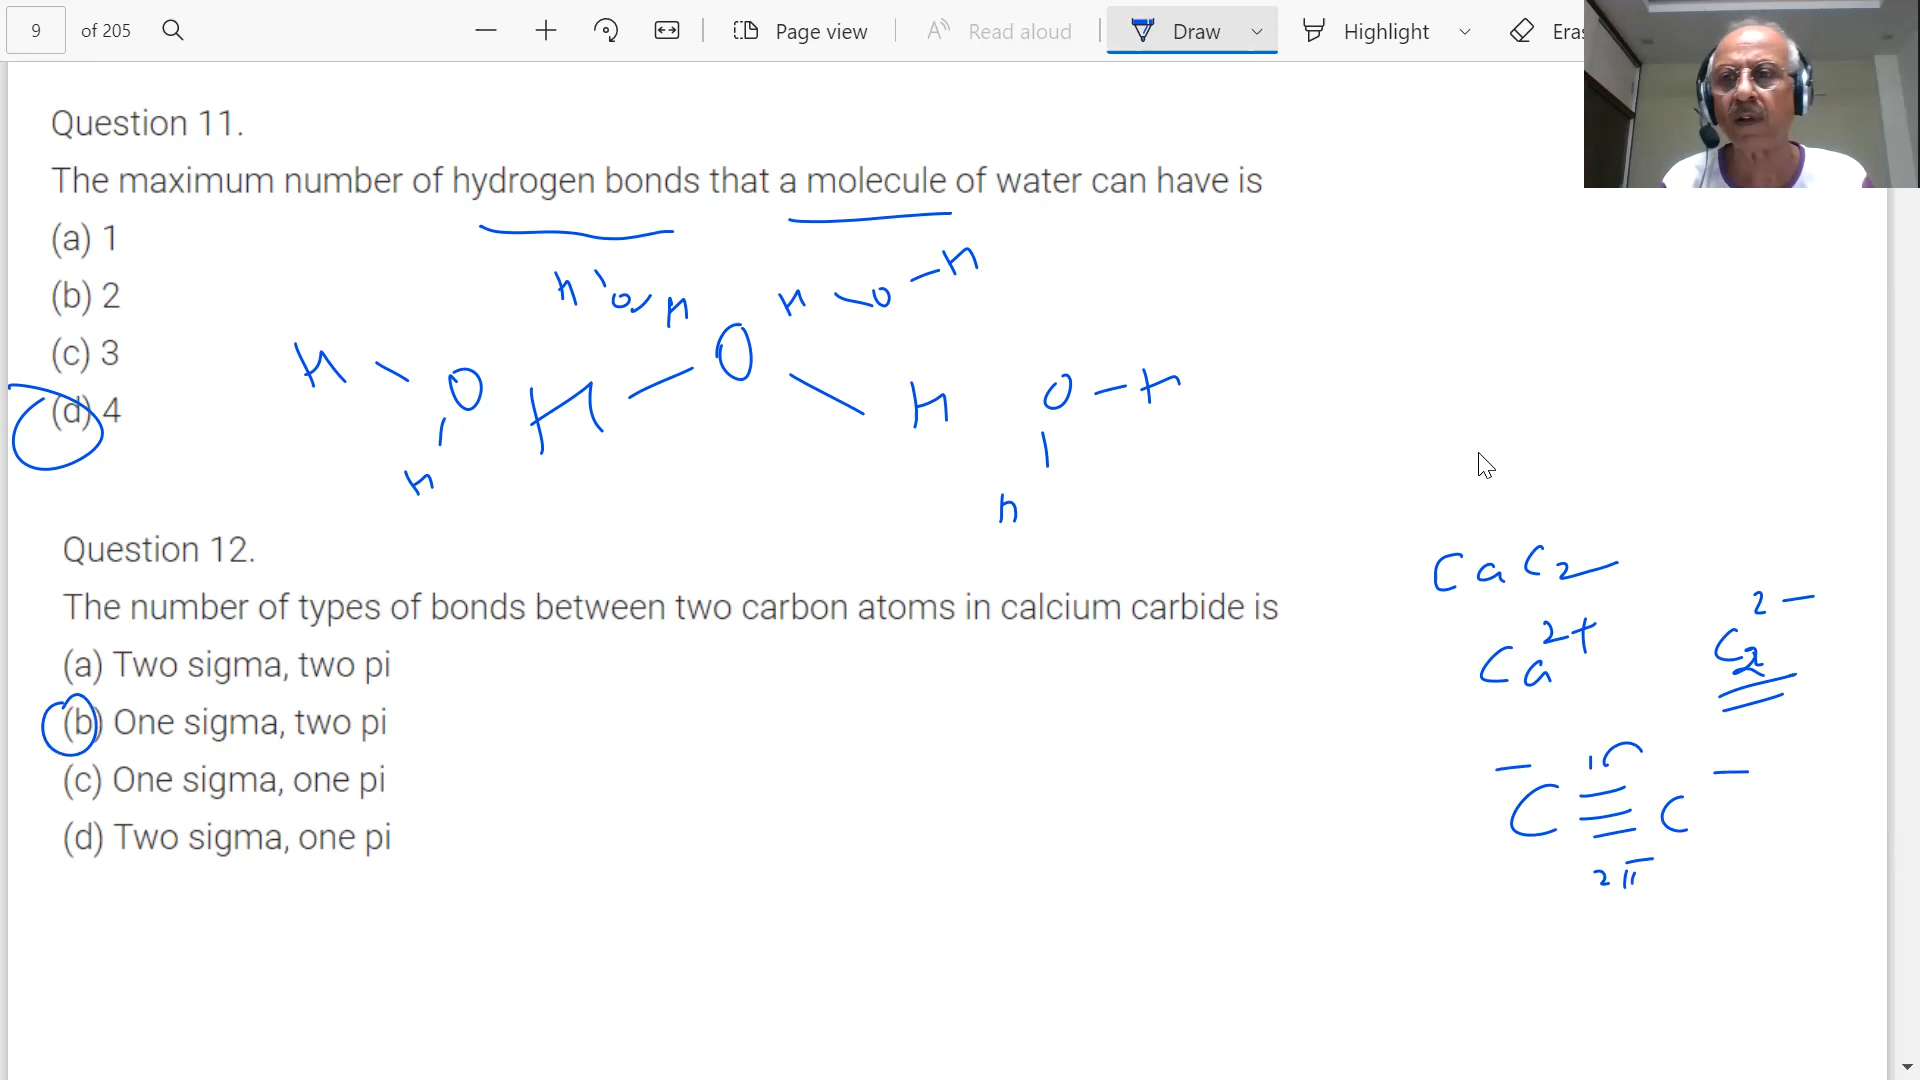 9 of 205 Page view Read aloud Draw Highlight Eras
Question 11.
The maximum number of hydrogen bonds that a molecule of water can have is
(a) 1
(b) 2
(c) 3
(d) 4
H O H H O H
H O H O H O H
H H
Question 12.
The number of types of bonds between two carbon atoms in calcium carbide is
(a) Two sigma, two pi
(b) One sigma, two pi
(c) One sigma, one pi
(d) Two sigma, one pi
CaC2
Ca2+ C2 2-
- -
C≡C
2π